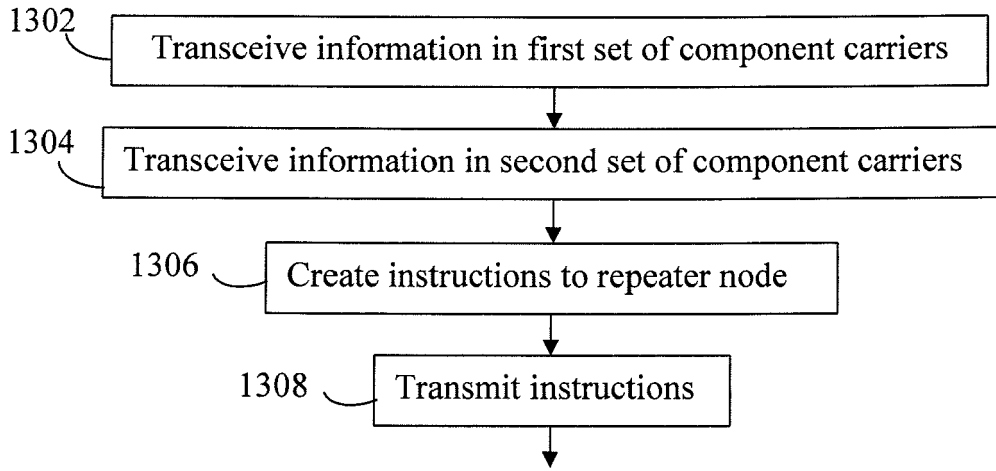 1302
Transceive information in first set of component carriers
1304
Transceive information in second set of component carriers
1306
Create instructions to repeater node
1308
Transmit instructions